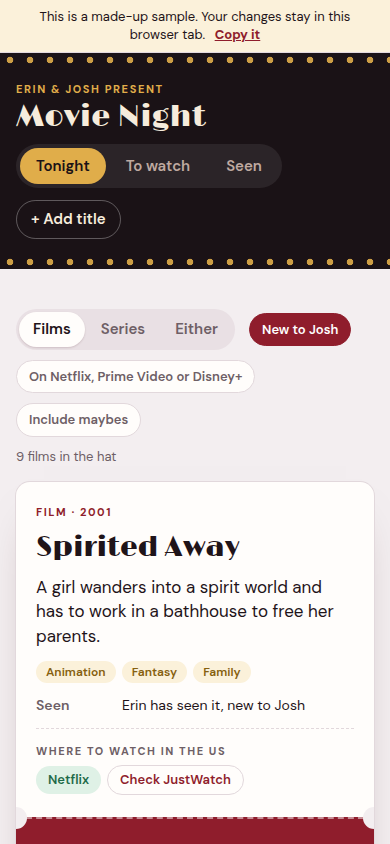 This is a made-up sample. Your changes stay in this
browser tab. Copy it
ERIN & JOSH PRESENT
Movie Night
Tonight To watch Seen
+ Add title
Films Series Either New to Josh
On Netflix, Prime Video or Disney+
Include maybes
9 films in the hat
FILM · 2001
Spirited Away
A girl wanders into a spirit world and
has to work in a bathhouse to free her
parents.
Animation Fantasy Family
Seen Erin has seen it, new to Josh
WHERE TO WATCH IN THE US
Netflix Check JustWatch